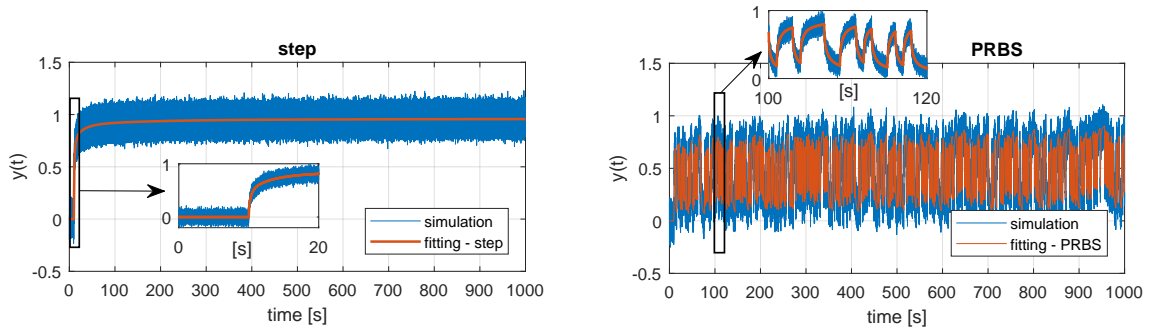 step
y(t)
1.5
1
0.5
0
-0.5
0 100 200 300 400 500 600 700 800 900 1000
time [s]
1
0
0 [s] 20
simulation
fitting - step
PRBS
y(t)
1.5
1
0.5
0
-0.5
0 100 200 300 400 500 600 700 800 900 1000
time [s]
1
0
100 [s] 120
simulation
fitting - PRBS